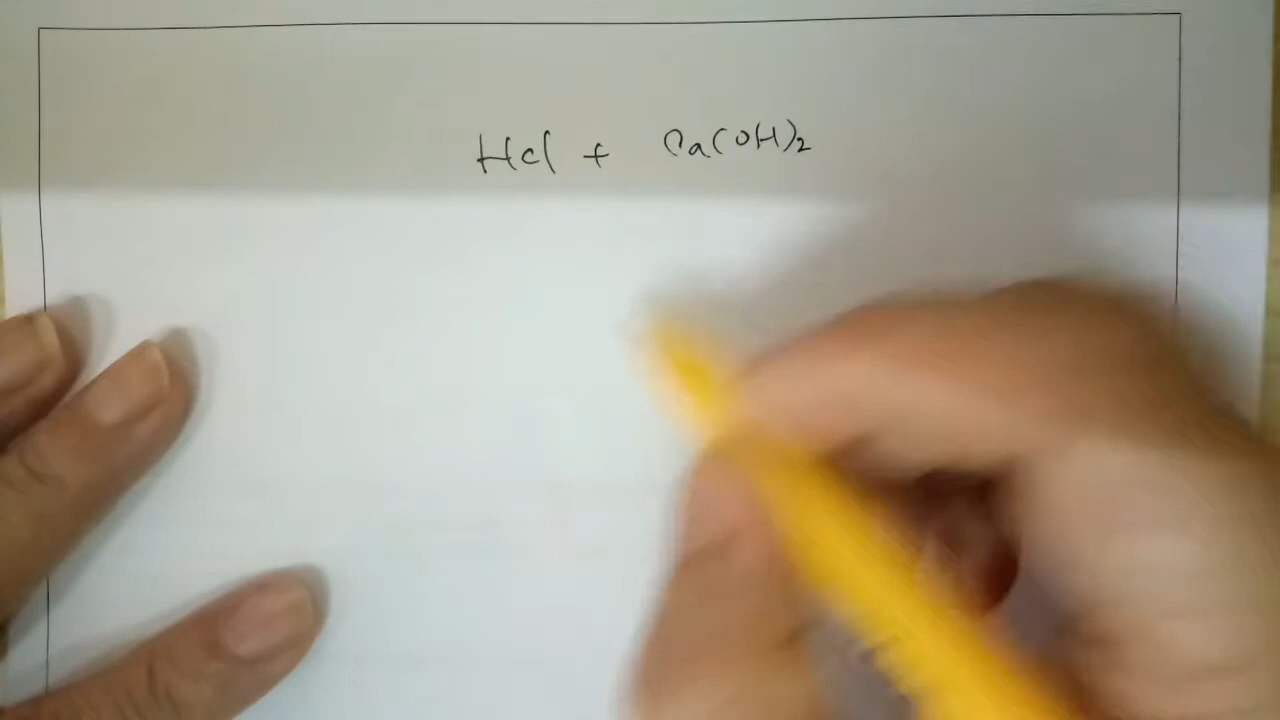 Hcl + Ca(OH)₂